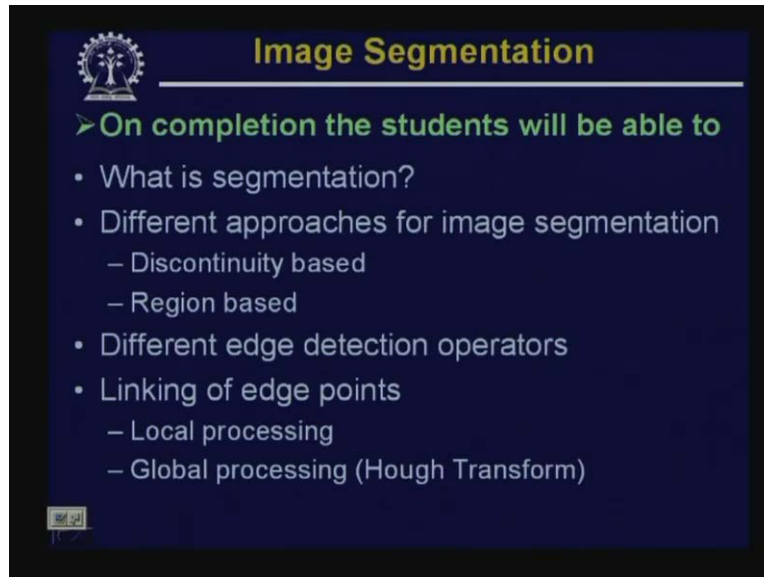 Image Segmentation
➢On completion the students will be able to
• What is segmentation?
• Different approaches for image segmentation
– Discontinuity based
– Region based
• Different edge detection operators
• Linking of edge points
– Local processing
– Global processing (Hough Transform)